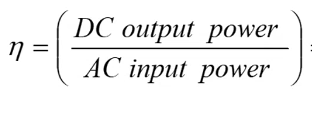 η = ( DC output power / AC input power )